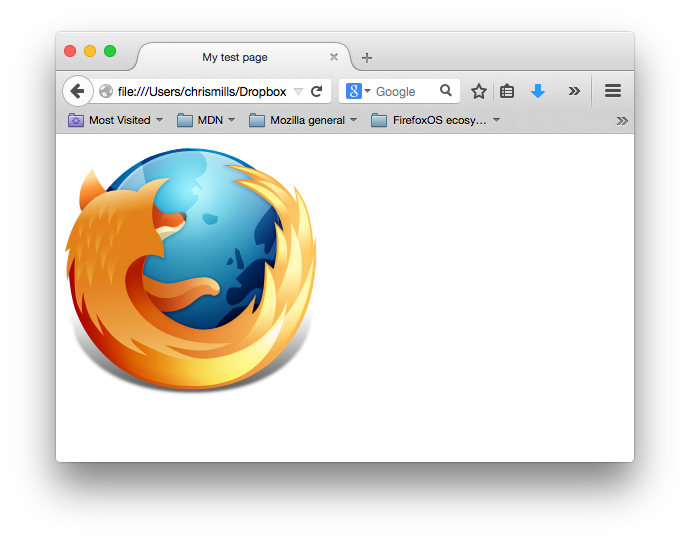 My test page
file:///Users/chrismills/Dropbox
Google
Most Visited MDN Mozilla general FirefoxOS ecosy…